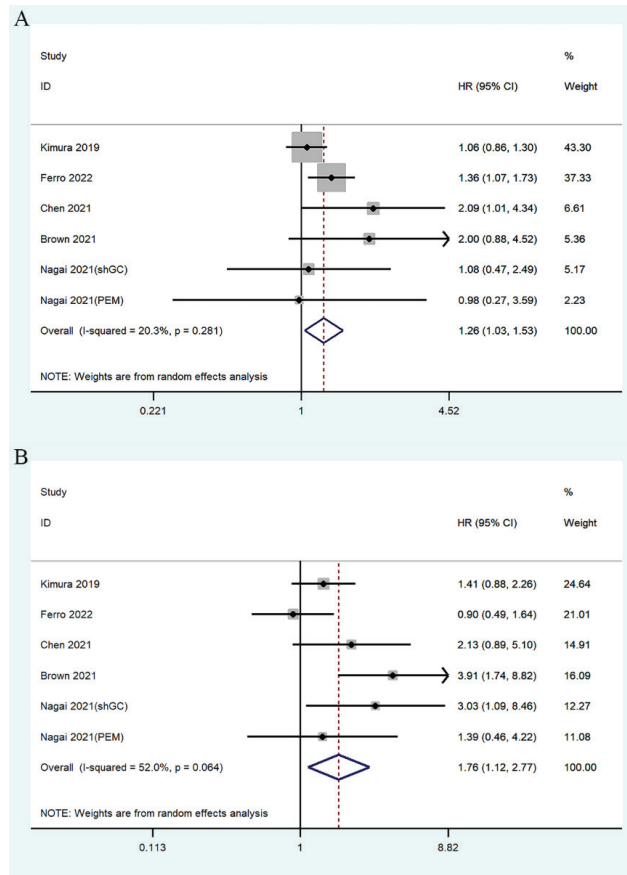 A
Study %
ID HR (95% CI) Weight
Kimura 2019 1.06 (0.86, 1.30) 43.30
Ferro 2022 1.36 (1.07, 1.73) 37.33
Chen 2021 2.09 (1.01, 4.34) 6.61
Brown 2021 2.00 (0.88, 4.52) 5.36
Nagai 2021(shGC) 1.08 (0.47, 2.49) 5.17
Nagai 2021(PEM) 0.98 (0.27, 3.59) 2.23
Overall (I-squared = 20.3%, p = 0.281) 1.26 (1.03, 1.53) 100.00
NOTE: Weights are from random effects analysis
0.221 1 4.52
B
Study %
ID HR (95% CI) Weight
Kimura 2019 1.41 (0.88, 2.26) 24.64
Ferro 2022 0.90 (0.49, 1.64) 21.01
Chen 2021 2.13 (0.89, 5.10) 14.91
Brown 2021 3.91 (1.74, 8.82) 16.09
Nagai 2021(shGC) 3.03 (1.09, 8.46) 12.27
Nagai 2021(PEM) 1.39 (0.46, 4.22) 11.08
Overall (I-squared = 52.0%, p = 0.064) 1.76 (1.12, 2.77) 100.00
NOTE: Weights are from random effects analysis
0.113 1 8.82